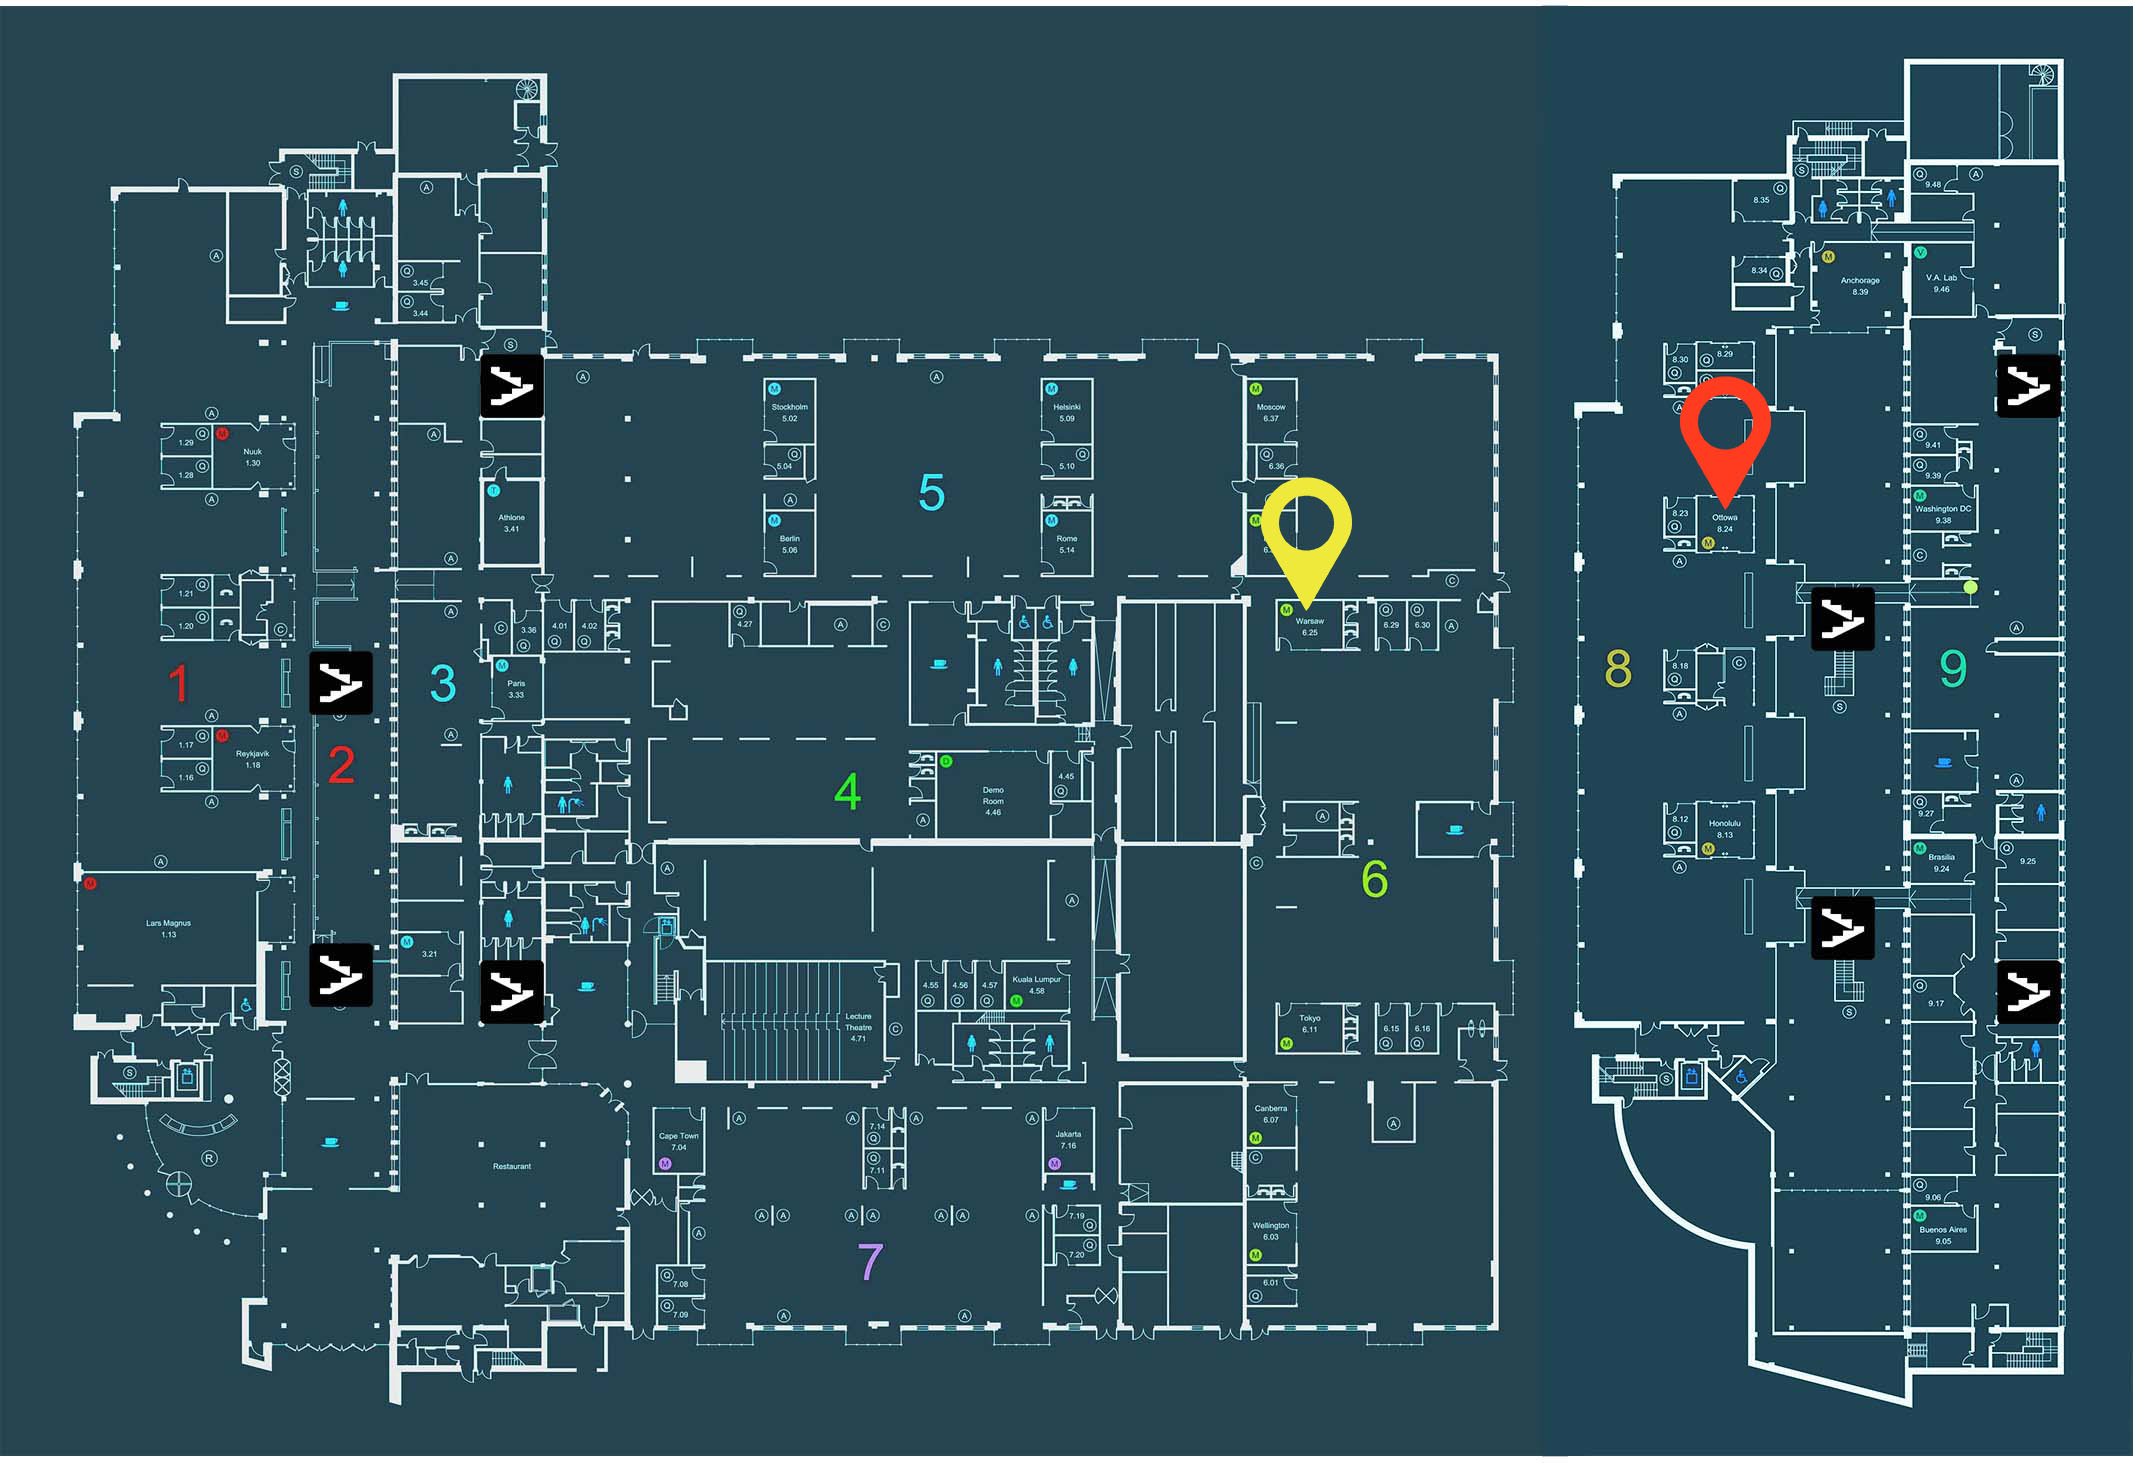 S
A
A
Q
3.45
Q
3.44
S
A
A
A
1.29
Q
M
Nuuk
1.30
1.28
Q
A
A
T
Athlone
3.41
A
M
Stockholm
5.02
5.04
Q
A
M
Berlin
5.06
5
M
Helsinki
5.09
Q
5.10
M
Rome
5.14
M
Moscow
6.37
Q
6.36
M
C
1.21
Q
1.20
Q
C
1
A
A
1.17
Q
M
Reykjavik
1.18
1.16
Q
A
2
A
3
A
C
3.36
Q
4.01
Q
4.02
Q
M
Paris
3.33
Q
4.27
A
C
4
D
Demo
Room
4.46
4.45
Q
A
M
Warsaw
6.25
Q
6.29
Q
6.30
A
A
C
6
A
M
Lars Magnus
1.13
M
3.21
A
A
Lecture
Theatre
4.71
C
4.55
Q
4.56
Q
4.57
Q
Kuala Lumpur
4.58
M
Tokyo
6.11
M
6.15
Q
6.16
Q
S
R
Restaurant
Cape Town
7.04
M
A
A
7.14
Q
Q
7.11
A
A
Jakarta
7.16
M
A
A
A
A
A
A
A
A
7.19
Q
Q
7.20
7
Q
7.08
Q
7.09
A
A
Canberra
6.07
M
C
Wellington
6.03
M
6.01
Q
A
S
Q
8.35
8.34
Q
M
Anchorage
8.39
Q
9.48
A
V
V.A. Lab
9.46
S
8.30
Q
8.29
Q
A
8.23
Q
Ottowa
8.24
M
A
Q
9.41
Q
9.39
M
Washington DC
9.38
C
A
8
8.18
Q
C
A
S
9
A
8.12
Q
Honolulu
8.13
M
A
Q
9.27
M
Brasilia
9.24
Q
9.25
Q
9.17
S
S
Q
9.06
M
Buenos Aires
9.05